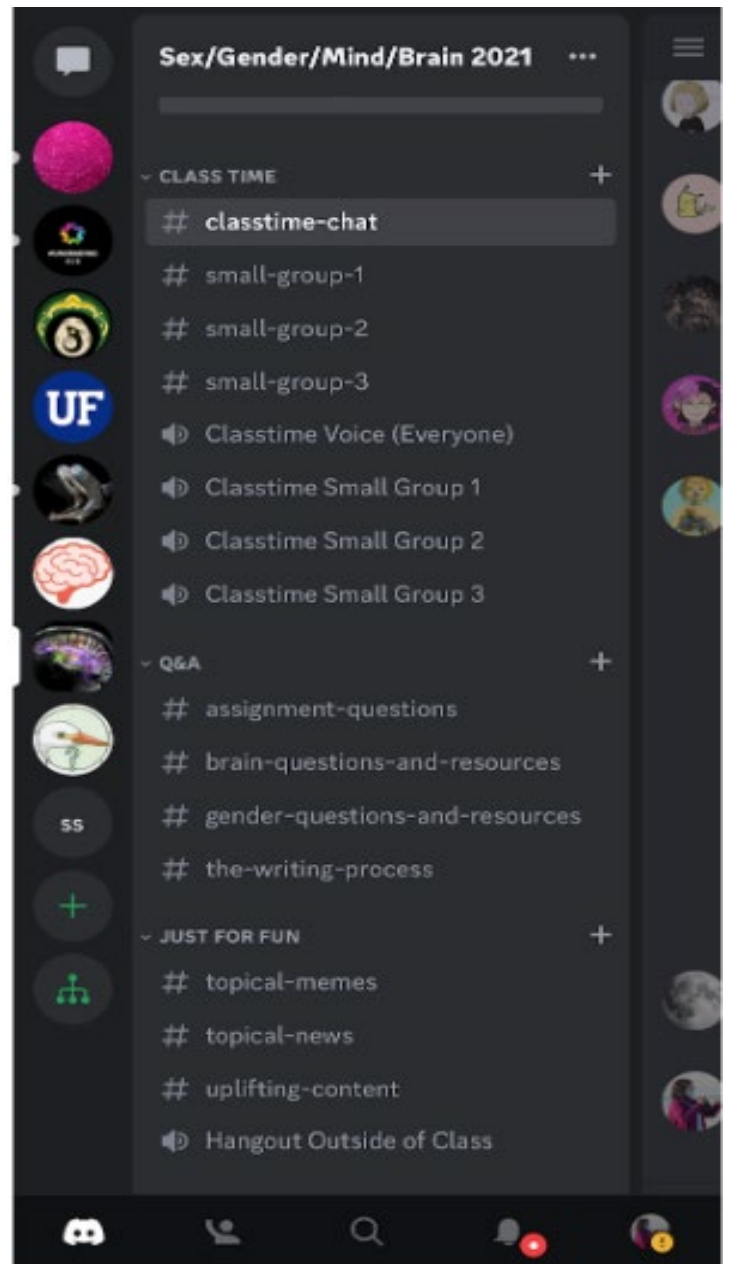 Sex/Gender/Mind/Brain 2021
CLASS TIME
# classtime-chat
# small-group-1
# small-group-2
# small-group-3
UF
Classtime Voice (Everyone)
Classtime Small Group 1
Classtime Small Group 2
Classtime Small Group 3
Q&A
# assignment-questions
# brain-questions-and-resources
# gender-questions-and-resources
ss
# the-writing-process
JUST FOR FUN
# topical-memes
# topical-news
# uplifting-content
Hangout Outside of Class